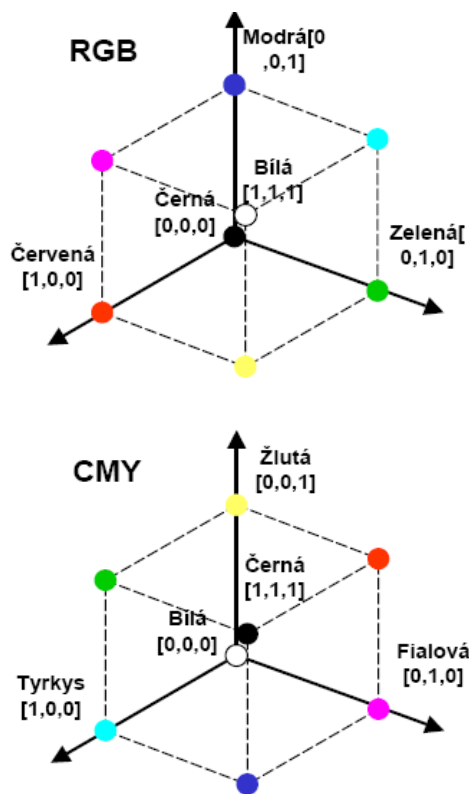 RGB
Modrá[0
,0,1]
Bílá
[1,1,1]
Černá
[0,0,0]
Zelená[
0,1,0]
Červená
[1,0,0]
CMY
Žlutá
[0,0,1]
Černá
[1,1,1]
Bílá
[0,0,0]
Fialová
[0,1,0]
Tyrkys
[1,0,0]